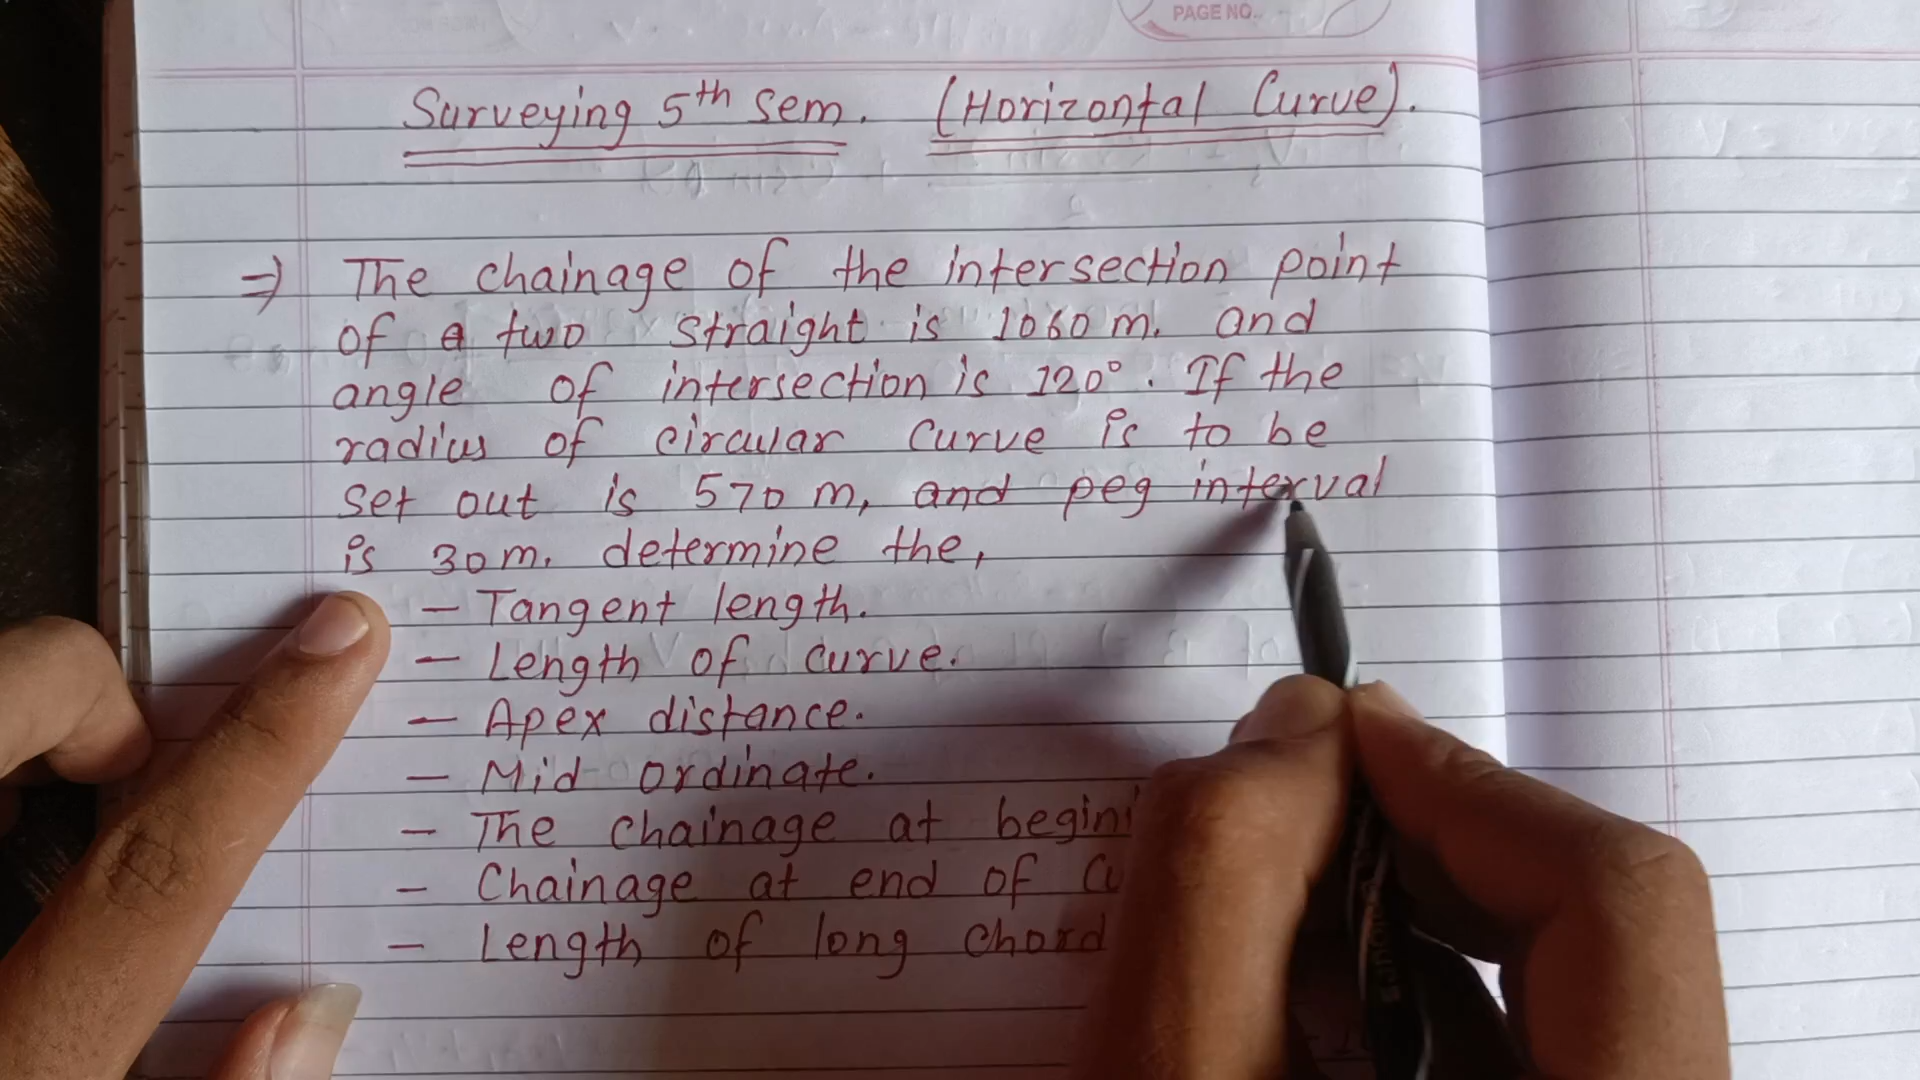 PAGE NO.
Surveying 5th Sem. (Horizontal Curve).
⇒ The chainage of the intersection point
of a two straight is 1060 m. and
angle of intersection is 120°. If the
radius of circular curve is to be
set out is 570 m, and peg interval
is 30 m. determine the,
- Tangent length.
- Length of curve.
- Apex distance.
- Mid ordinate.
- The chainage at begini
- Chainage at end of Cu
- Length of long chord